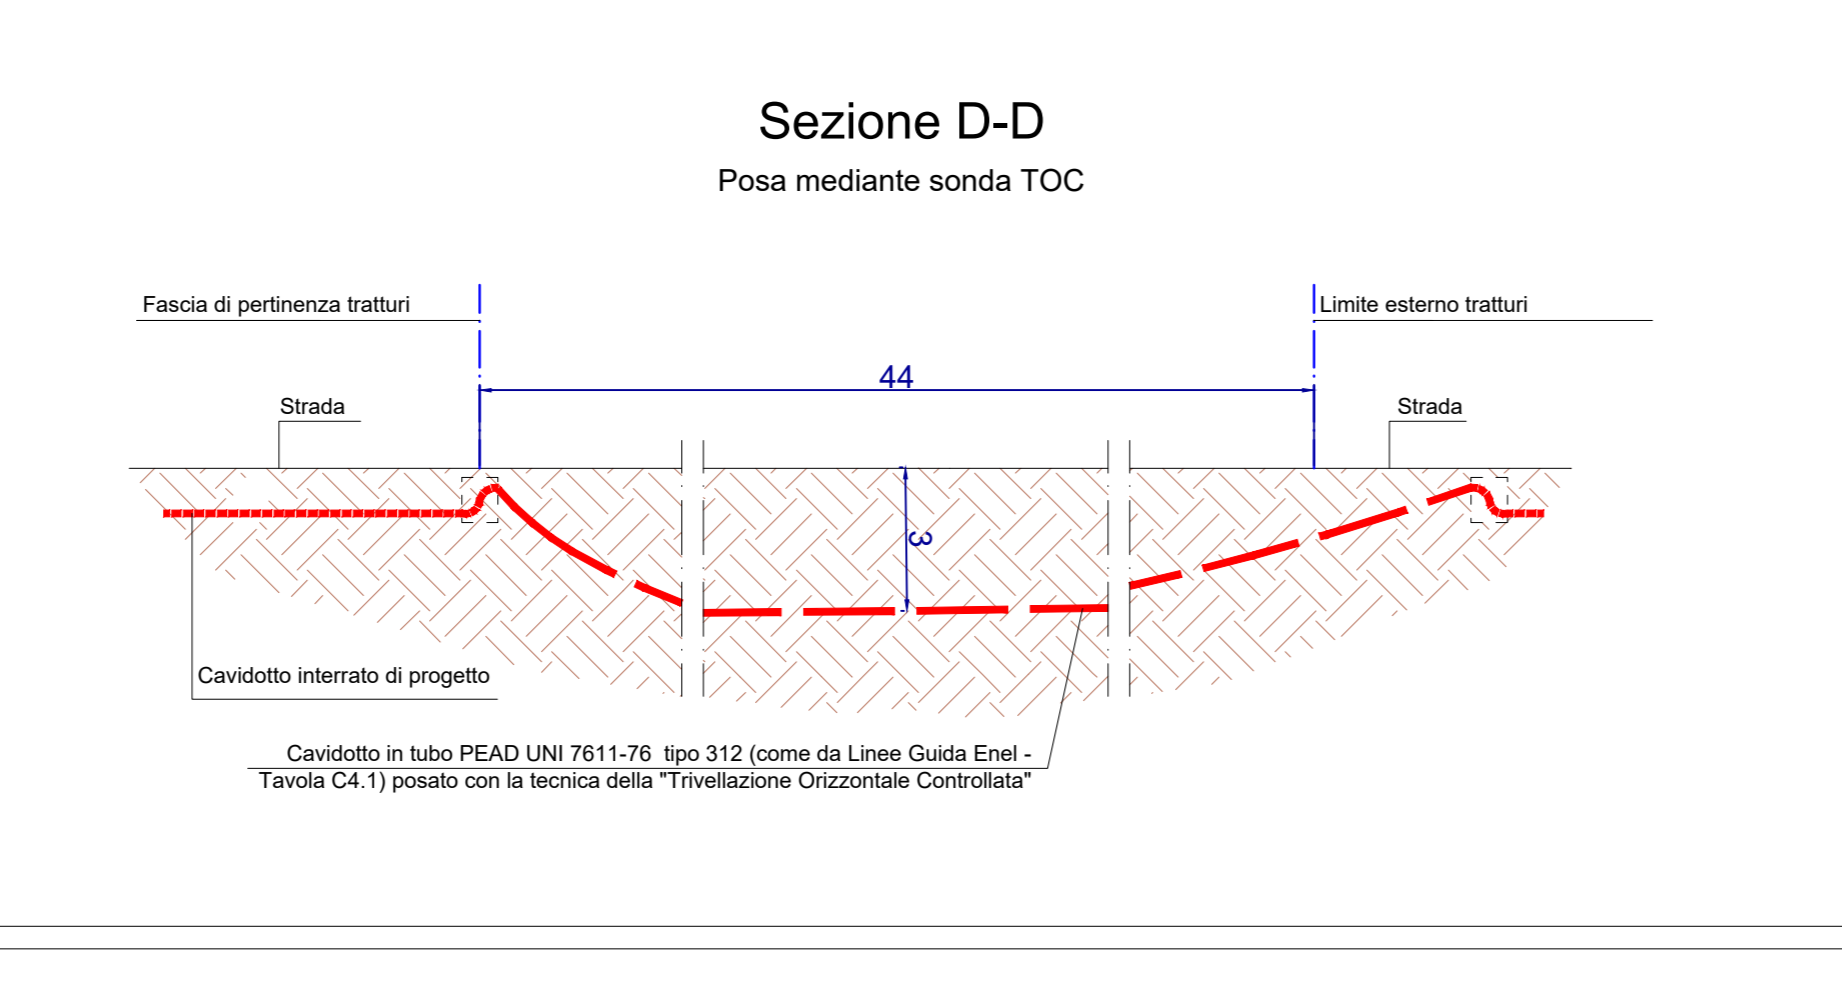 Sezione D-D
Posa mediante sonda TOC
Fascia di pertinenza tratturi
Limite esterno tratturi
44
Strada
Strada
3
Cavidotto interrato di progetto
Cavidotto in tubo PEAD UNI 7611-76 tipo 312 (come da Linee Guida Enel -
Tavola C4.1) posato con la tecnica della "Trivellazione Orizzontale Controllata"